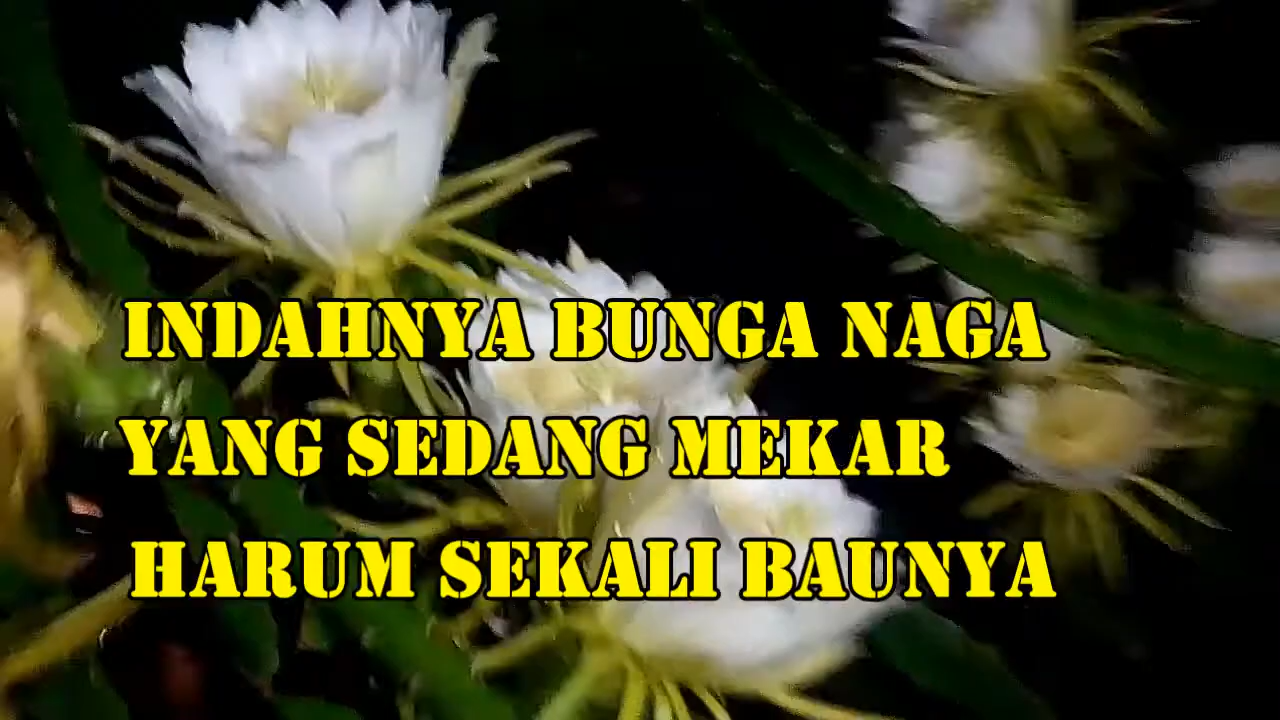 INDAHNYA BUNGA NAGA
YANG SEDANG MEKAR
HARUM SEKALI BAUNYA